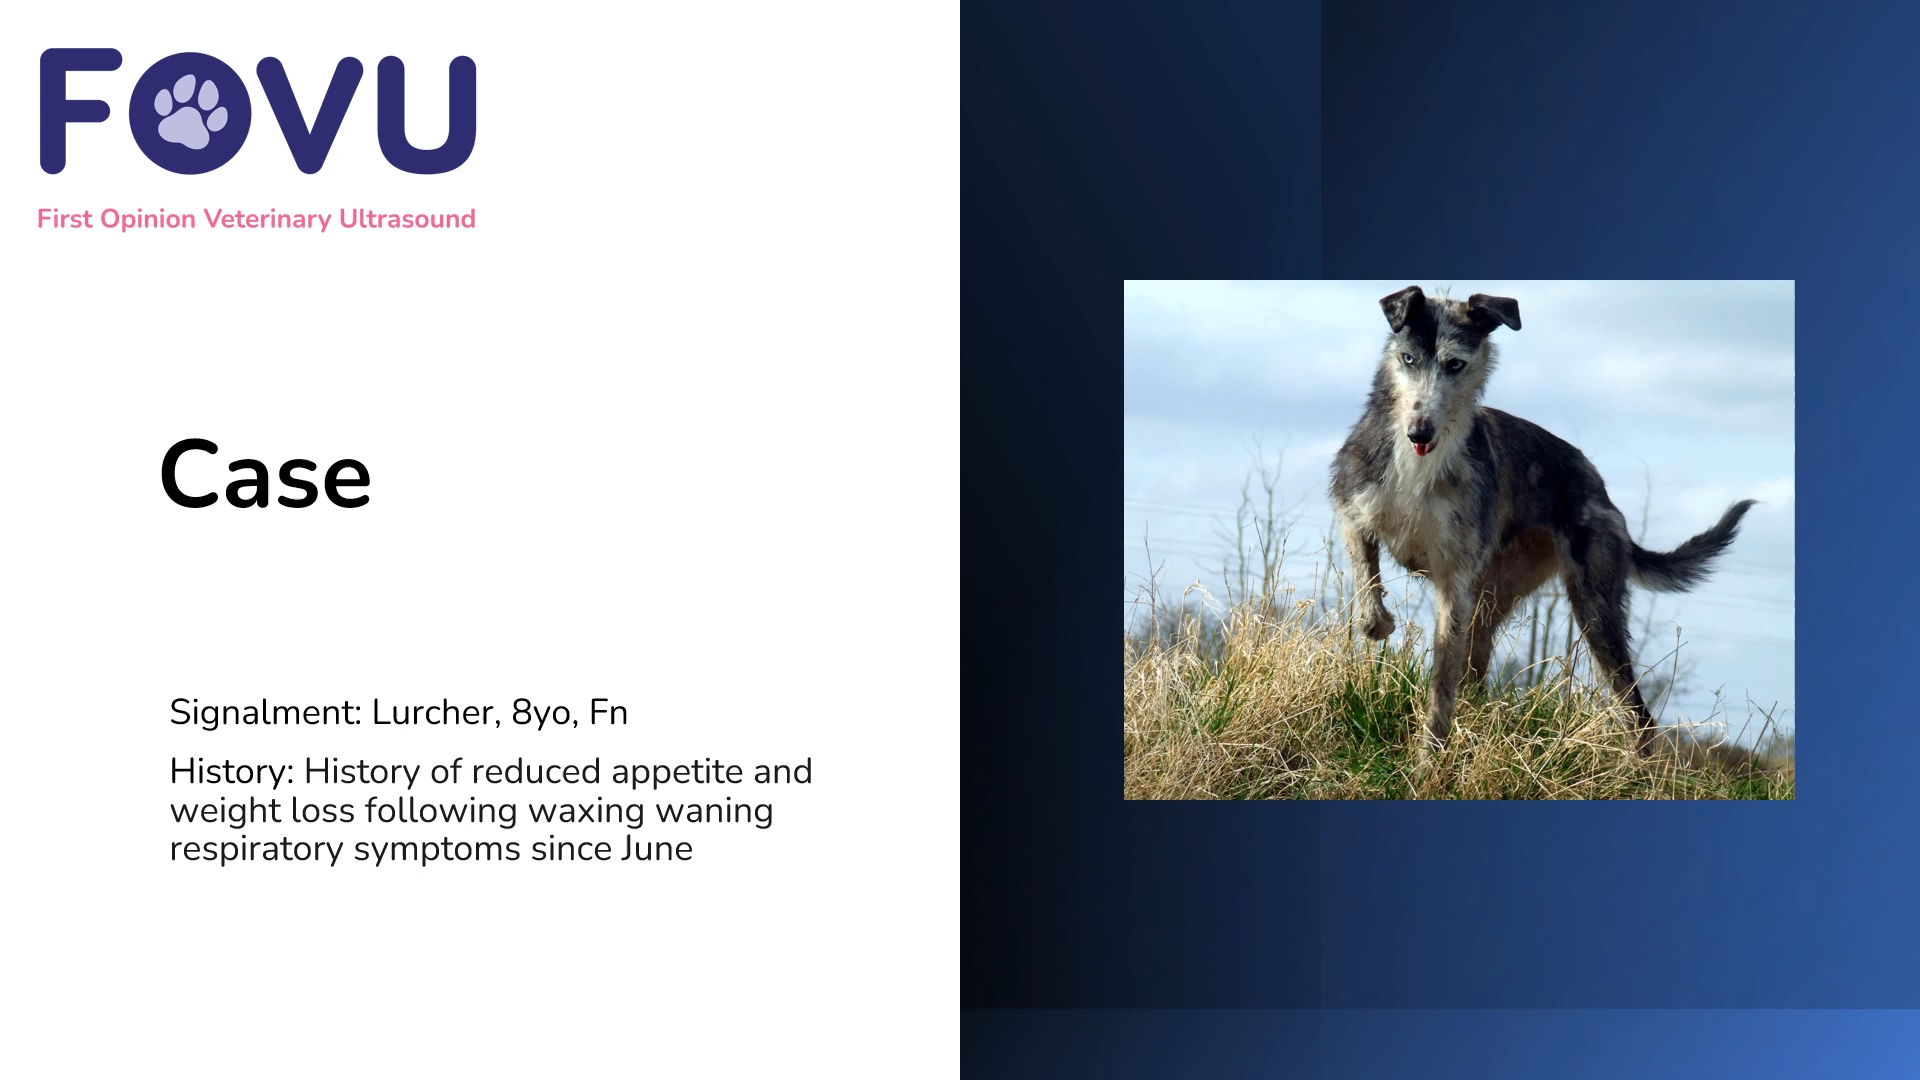 FOVU
First Opinion Veterinary Ultrasound
Case
Signalment: Lurcher, 8yo, Fn
History: History of reduced appetite and
weight loss following waxing waning
respiratory symptoms since June